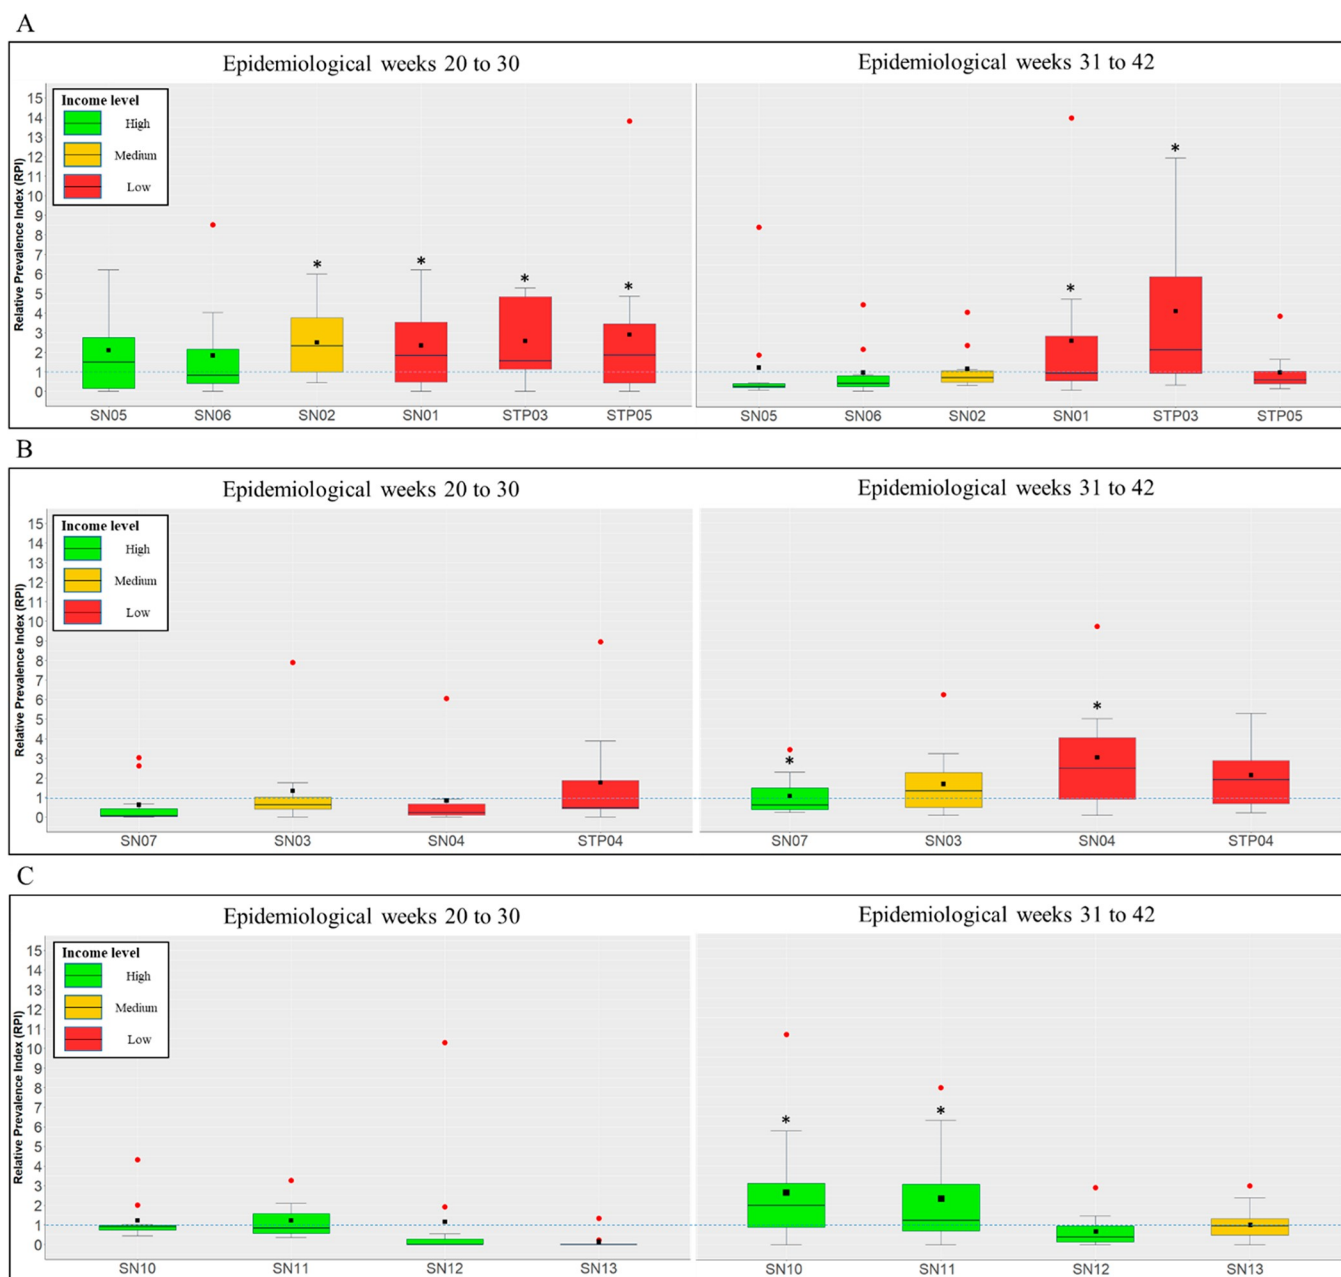 A
Epidemiological weeks 20 to 30
Epidemiological weeks 31 to 42
Relative Prevalence Index (RPI)
15
14
13
12
11
10
9
8
7
6
5
4
3
2
1
0
Income level
High
Medium
Low
* * * *
* *
SN05 SN06 SN02 SN01 STP03 STP05
SN05 SN06 SN02 SN01 STP03 STP05
B
Epidemiological weeks 20 to 30
Epidemiological weeks 31 to 42
Relative Prevalence Index (RPI)
15
14
13
12
11
10
9
8
7
6
5
4
3
2
1
0
Income level
High
Medium
Low
* *
SN07 SN03 SN04 STP04
SN07 SN03 SN04 STP04
C
Epidemiological weeks 20 to 30
Epidemiological weeks 31 to 42
Relative Prevalence Index (RPI)
15
14
13
12
11
10
9
8
7
6
5
4
3
2
1
0
Income level
High
Medium
Low
* *
SN10 SN11 SN12 SN13
SN10 SN11 SN12 SN13